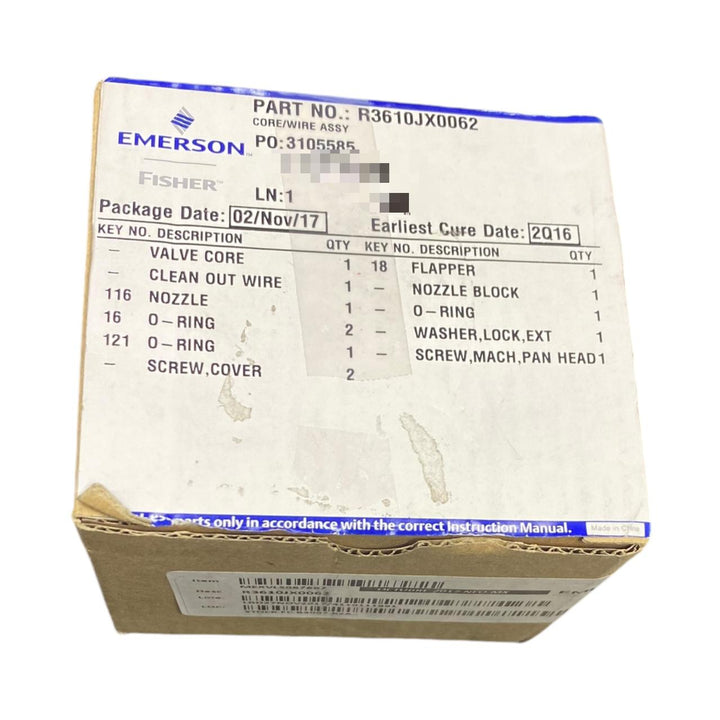 PART NO.: R3610JX0062
CORE/WIRE ASSY
EMERSON™
PO: 3105585
FISHER™
LN: 1
Package Date: 02/Nov/17
Earliest Cure Date: 2Q16
KEY NO. DESCRIPTION QTY KEY NO. DESCRIPTION QTY
– VALVE CORE 1 18 FLAPPER 1
– CLEAN OUT WIRE 1 – NOZZLE BLOCK 1
116 NOZZLE 1 – O–RING 1
16 O–RING 2 – WASHER,LOCK,EXT 1
121 O–RING 1 – SCREW,MACH,PAN HEAD 1
– SCREW,COVER 2
parts only in accordance with the correct Instruction Manual.
Made in China
Item
Desc R3610JX0062